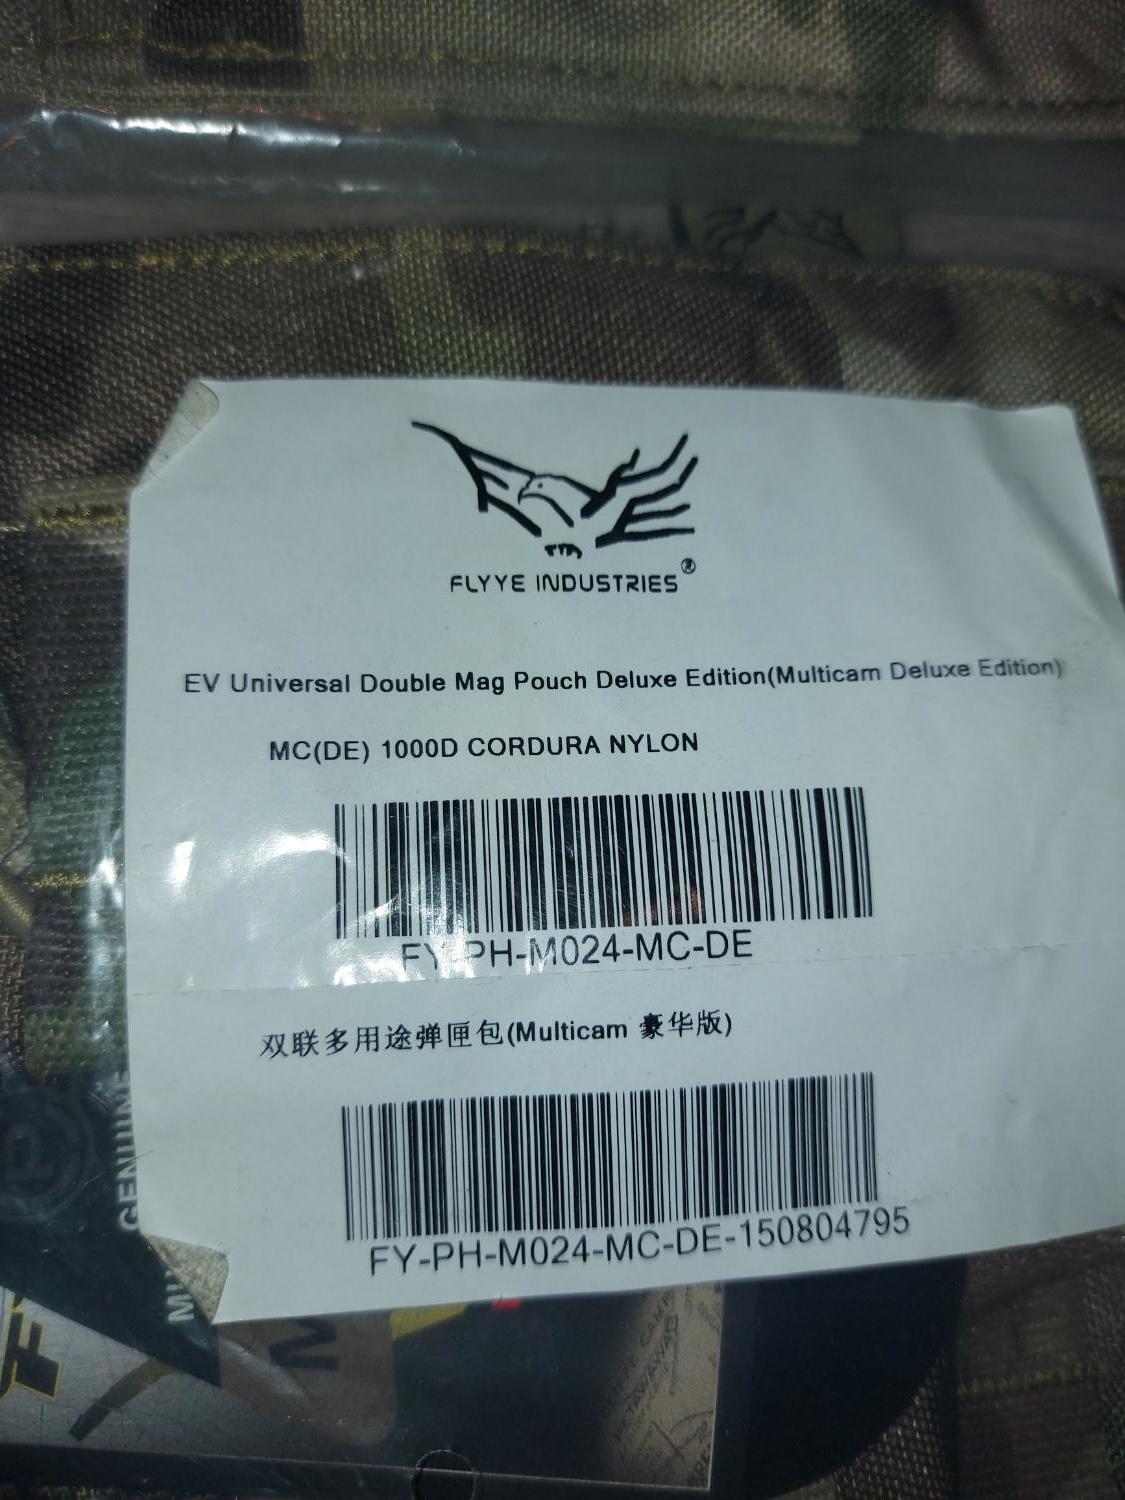 FLYYE INDUSTRIES®
EV Universal Double Mag Pouch Deluxe Edition(Multicam Deluxe Edition)
MC(DE) 1000D CORDURA NYLON
FY-PH-M024-MC-DE
双联多用途弹匣包(Multicam 豪华版)
FY-PH-M024-MC-DE-150804795
GENUINE